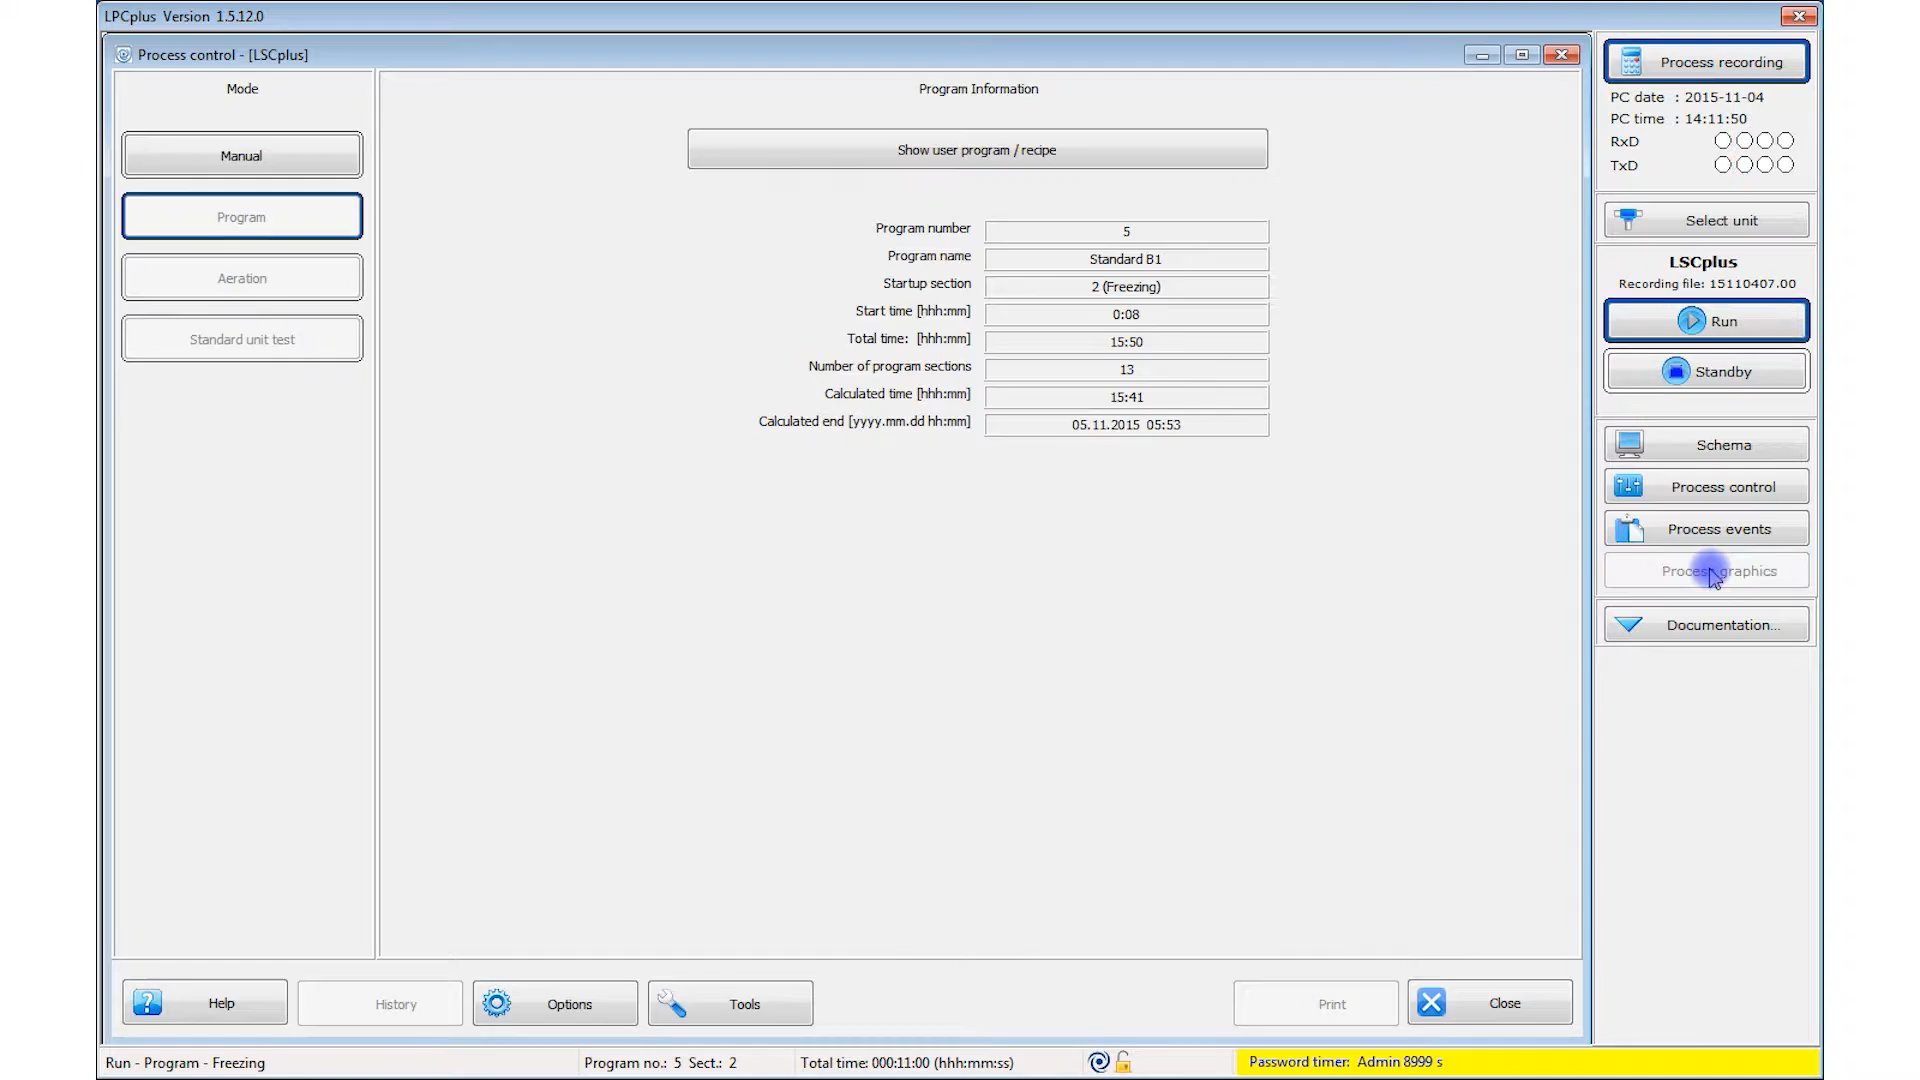 LPCplus Version 1.5.12.0
Process control - [LSCplus]
Mode
Manual
Program
Aeration
Standard unit test
Program Information
Show user program / recipe
Program number 5
Program name Standard B1
Startup section 2 (Freezing)
Start time [hhh:mm] 0:08
Total time: [hhh:mm] 15:50
Number of program sections 13
Calculated time [hhh:mm] 15:41
Calculated end [yyyy.mm.dd hh:mm] 05.11.2015 05:53
Process recording
PC date : 2015-11-04
PC time : 14:11:50
RxD
TxD
Select unit
LSCplus
Recording file: 15110407.00
Run
Standby
Schema
Process control
Process events
Process graphics
Documentation...
Help
History
Options
Tools
Print
Close
Run - Program - Freezing
Program no.: 5 Sect.: 2
Total time: 000:11:00 (hhh:mm:ss)
Password timer: Admin 8999 s